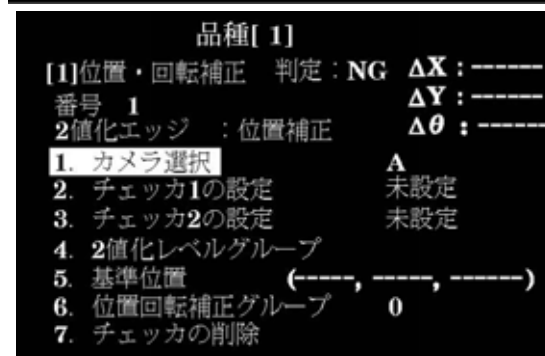 品種[ 1]
[1]位置・回転補正 判定：NG ΔX：------
番号 1 ΔY：------
2値化エッジ ：位置補正 Δθ：------
1. カメラ選択 A
2. チェッカ1の設定 未設定
3. チェッカ2の設定 未設定
4. 2値化レベルグループ
5. 基準位置 (-----, -----, ------)
6. 位置回転補正グループ 0
7. チェッカの削除